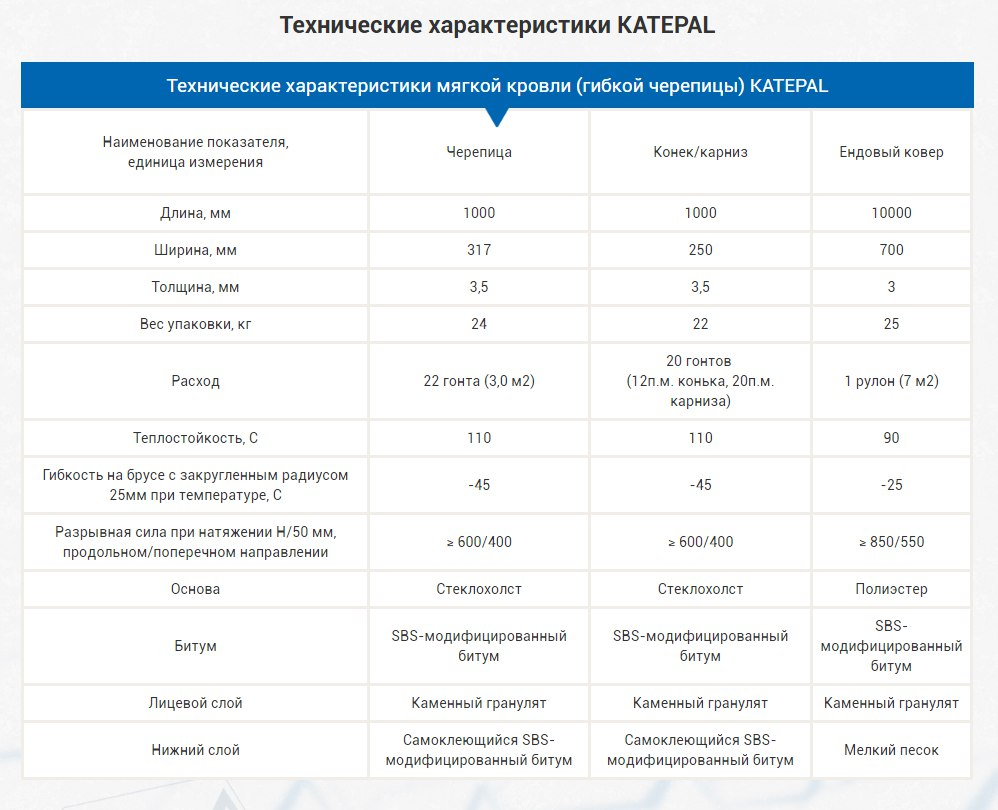 Технические характеристики KATEPAL
Технические характеристики мягкой кровли (гибкой черепицы) KATEPAL
Наименование показателя,
единица измерения
Черепица
Конек/карниз
Ендовый ковер
Длина, мм
1000
1000
10000
Ширина, мм
317
250
700
Толщина, мм
3,5
3,5
3
Вес упаковки, кг
24
22
25
Расход
22 гонта (3,0 м2)
20 гонтов
(12п.м. конька, 20п.м.
карниза)
1 рулон (7 м2)
Теплостойкость, С
110
110
90
Гибкость на брусе с закругленным радиусом
25мм при температуре, С
-45
-45
-25
Разрывная сила при натяжении Н/50 мм,
продольном/поперечном направлении
≥ 600/400
≥ 600/400
≥ 850/550
Основа
Стеклохолст
Стеклохолст
Полиэстер
Битум
SBS-модифицированный
битум
SBS-модифицированный
битум
SBS-
модифицированный
битум
Лицевой слой
Каменный гранулят
Каменный гранулят
Каменный гранулят
Нижний слой
Самоклеющийся SBS-
модифицированный битум
Самоклеющийся SBS-
модифицированный битум
Мелкий песок